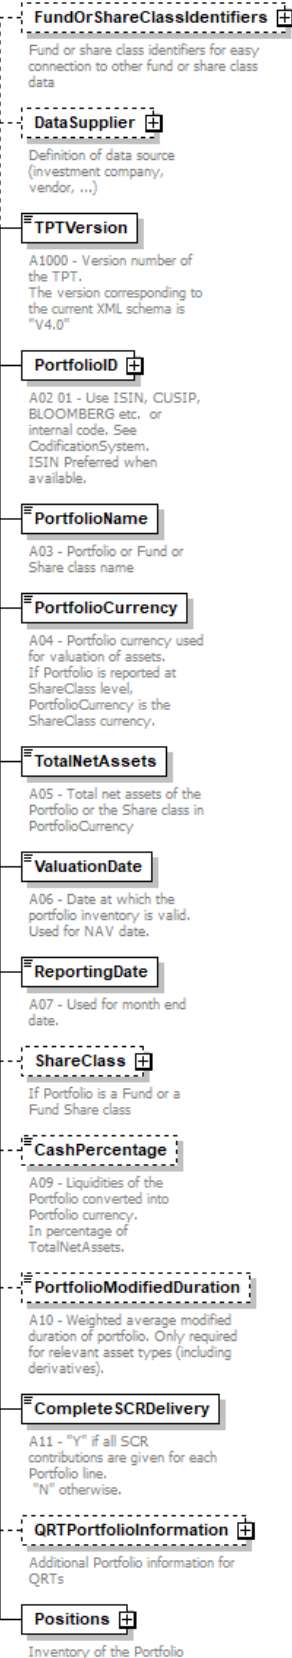 FundOrShareClassIdentifiers
Fund or share class identifiers for easy
connection to other fund or share class
data
DataSupplier
Definition of data source
(investment company,
vendor, ...)
TPTVersion
A1000 - Version number of
the TPT.
The version corresponding to
the current XML schema is
"V4.0"
PortfolioID
A02 01 - Use ISIN, CUSIP,
BLOOMBERG etc. or
internal code. See
CodificationSystem.
ISIN Preferred when
available.
PortfolioName
A03 - Portfolio or Fund or
Share class name
PortfolioCurrency
A04 - Portfolio currency used
for valuation of assets.
If Portfolio is reported at
ShareClass level,
PortfolioCurrency is the
ShareClass currency.
TotalNetAssets
A05 - Total net assets of the
Portfolio or the Share class in
PortfolioCurrency
ValuationDate
A06 - Date at which the
portfolio inventory is valid.
Used for NAV date.
ReportingDate
A07 - Used for month end
date.
ShareClass
If Portfolio is a Fund or a
Fund Share class
CashPercentage
A09 - Liquidities of the
Portfolio converted into
Portfolio currency.
In percentage of
TotalNetAssets.
PortfolioModifiedDuration
A10 - Weighted average modified
duration of portfolio. Only required
for relevant asset types (including
derivatives).
CompleteSCRDelivery
A11 - "Y" if all SCR
contributions are given for each
Portfolio line.
"N" otherwise.
QRTPortfolioInformation
Additional Portfolio information for
QRTs
Positions
Inventory of the Portfolio